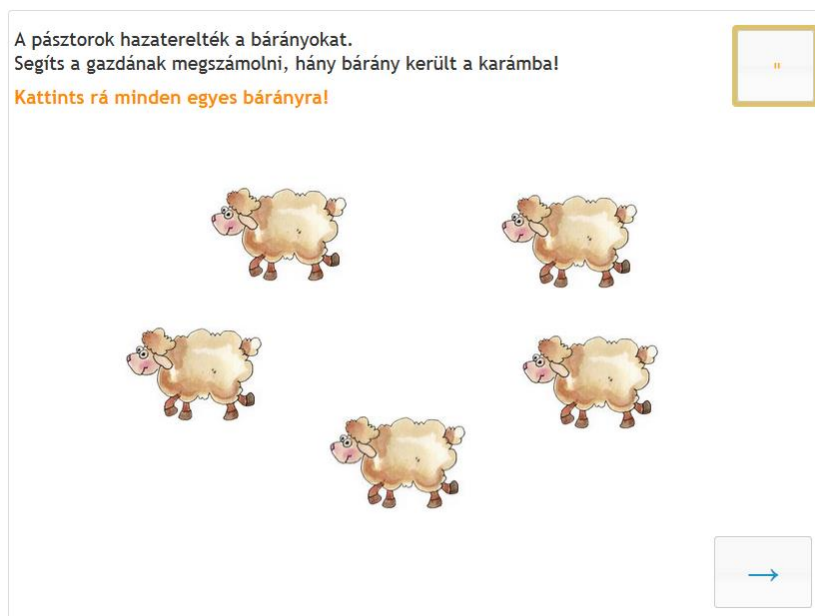 A pásztorok hazaterelték a bárányokat.
Segíts a gazdának megszámolni, hány bárány került a karámba!
Kattints rá minden egyes bárányra!
"
→